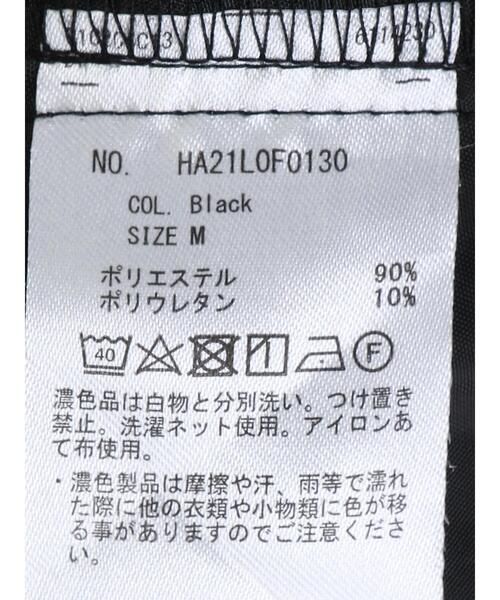 NO. HA21LOF0130
COL. Black
SIZE M
ポリエステル 90%
ポリウレタン 10%
40 F
濃色品は白物と分別洗い。つけ置き
禁止。洗濯ネット使用。アイロンあ
て布使用。
・濃色製品は摩擦や汗、雨等で濡れ
た際に他の衣類や小物類に色が移
る事がありますのでご注意くださ
い。